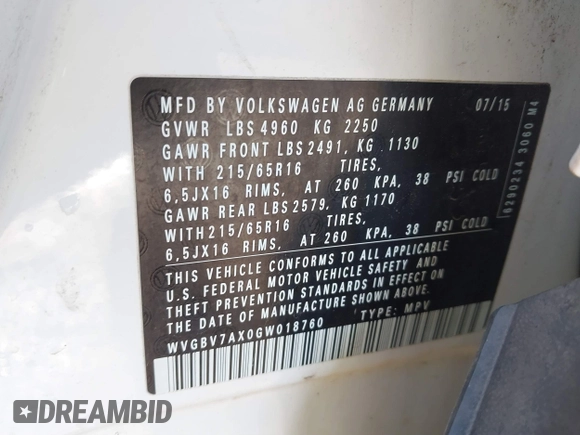 MFD BY VOLKSWAGEN AG GERMANY 07/15
GVWR LBS 4960 KG 2250
GAWR FRONT LBS 2491, KG .1130
WITH 215/65R16 TIRES,
6,5JX16 RIMS, AT 260 KPA, 38 PSI COLD
GAWR REAR LBS 2579, KG 1170
WITH 215/65R16 TIRES,
6,5JX16 RIMS, AT 260 KPA, 38 PSI COLD
THIS VEHICLE CONFORMS TO ALL APPLICABLE
U.S. FEDERAL MOTOR VEHICLE SAFETY AND
THEFT PREVENTION STANDARDS IN EFFECT ON
THE DATE OF MANUFACTURE SHOWN ABOVE.
WVGBV7AX0GW018760 TYPE: MPV
6290234 3060 M4
DREAMBID